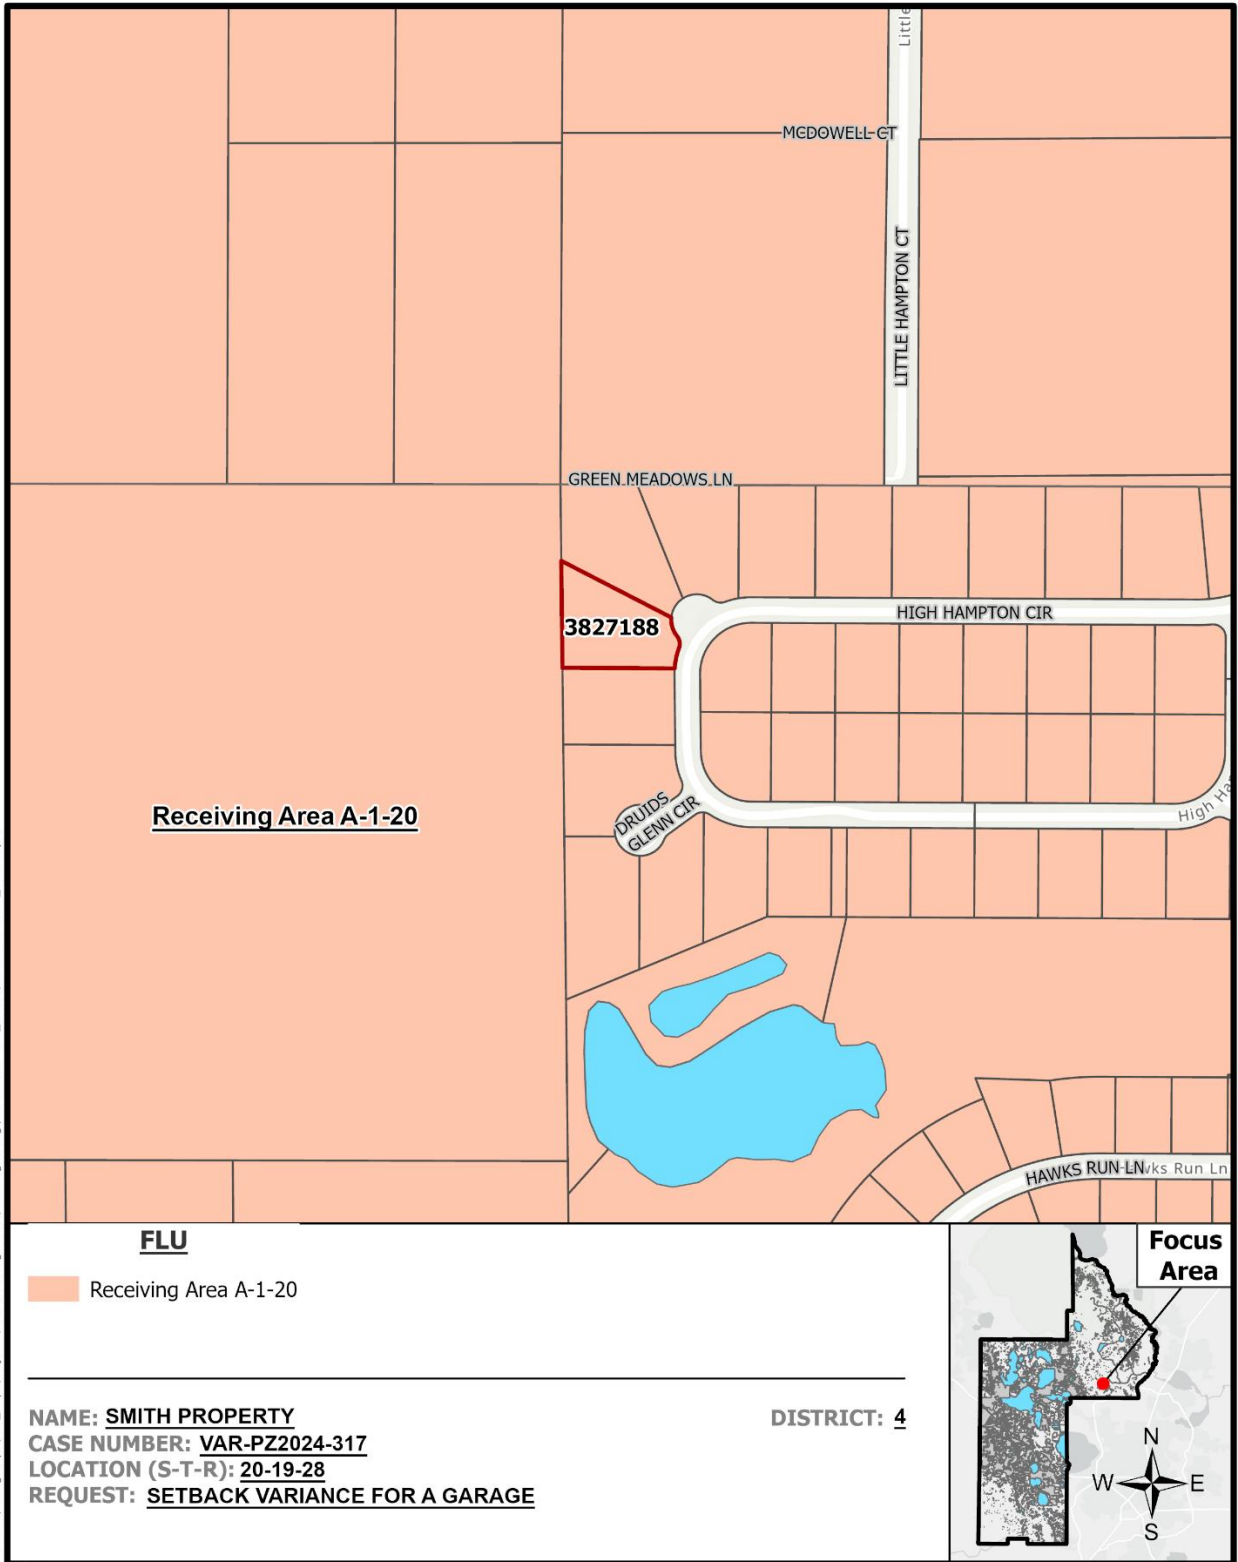 Little
MCDOWELL CT
LITTLE HAMPTON CT
GREEN MEADOWS LN
3827188
HIGH HAMPTON CIR
Receiving Area A-1-20
DRUIDS
GLENN CIR
High Ha
HAWKS RUN LN
wks Run Ln
FLU
Receiving Area A-1-20
Focus
Area
NAME: SMITH PROPERTY
DISTRICT: 4
CASE NUMBER: VAR-PZ2024-317
LOCATION (S-T-R): 20-19-28
REQUEST: SETBACK VARIANCE FOR A GARAGE
N
W
E
S